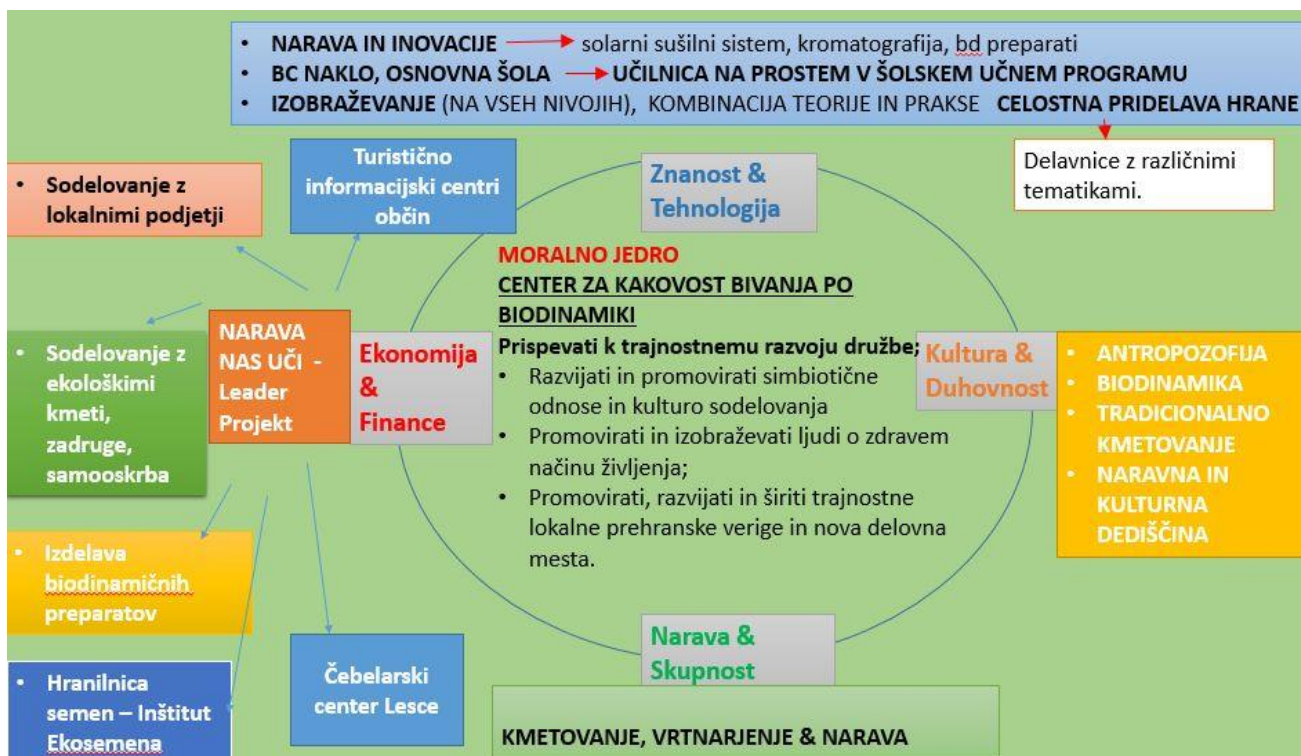 • NARAVA IN INOVACIJE solarni sušilni sistem, kromatografija, bd preparati
• BC NAKLO, OSNOVNA ŠOLA UČILNICA NA PROSTEM V ŠOLSKEM UČNEM PROGRAMU
• IZOBRAŽEVANJE (NA VSEH NIVOJIH), KOMBINACIJA TEORIJE IN PRAKSE CELOSTNA PRIDELAVA HRANE
Delavnice z različnimi
tematikami.
Turistično
informacijski centri
občin
• Sodelovanje z
lokalnimi podjetji
Znanost &
Tehnologija
MORALNO JEDRO
CENTER ZA KAKOVOST BIVANJA PO
BIODINAMIKI
Prispevati k trajnostnemu razvoju družbe;
• Razvijati in promovirati simbiotične
odnose in kulturo sodelovanja
• Promovirati in izobraževati ljudi o zdravem
načinu življenja;
• Promovirati, razvijati in širiti trajnostne
lokalne prehranske verige in nova delovna
mesta.
NARAVA
NAS UČI -
Leader
Projekt
Ekonomija
&
Finance
Kultura &
Duhovnost
• ANTROPOZOFIJA
• BIODINAMIKA
• TRADICIONALNO
KMETOVANJE
• NARAVNA IN
KULTURNA
DEDIŠČINA
• Sodelovanje z
ekološkimi
kmeti,
zadruge,
samooskrba
• Izdelava
biodinamičnih
preparatov
• Hranilnica
semen – Inštitut
Ekosemena
Čebelarski
center Lesce
Narava &
Skupnost
KMETOVANJE, VRTNARJENJE & NARAVA